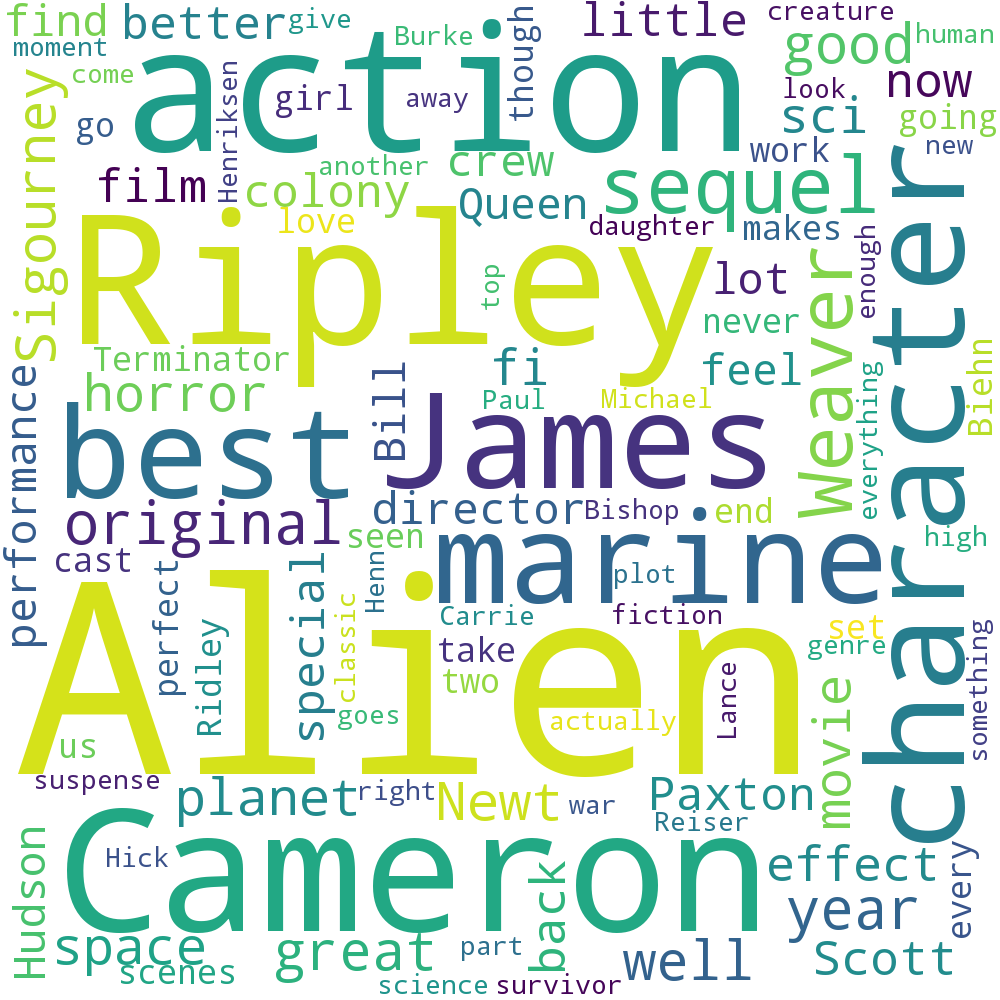 find
better
give
little
creature
moment
action
Burke
though
good
human
come
Henriksen
girl
away
look
now
go
sci
going
Sigourney
film
another
crew
work
new
colony
Queen
sequel
love
daughter
makes
Ripley
top
lot
enough
Weaver
character
never
Terminator
fi
feel
Biehn
horror
Bill
Paul
Michael
everything
performance
best
James
original
director
Bishop
end
seen
marine
high
cast
perfect
special
Henn
plot
classic
Carrie
fiction
set
Ridley
take
genre
something
Alien
two
Lance
movie
goes
actually
us
suspense
planet
right
Newt
war
Paxton
Reiser
Cameron
Hudson
Hick
back
effect
every
year
space
great
part
well
Scott
scenes
science
survivor